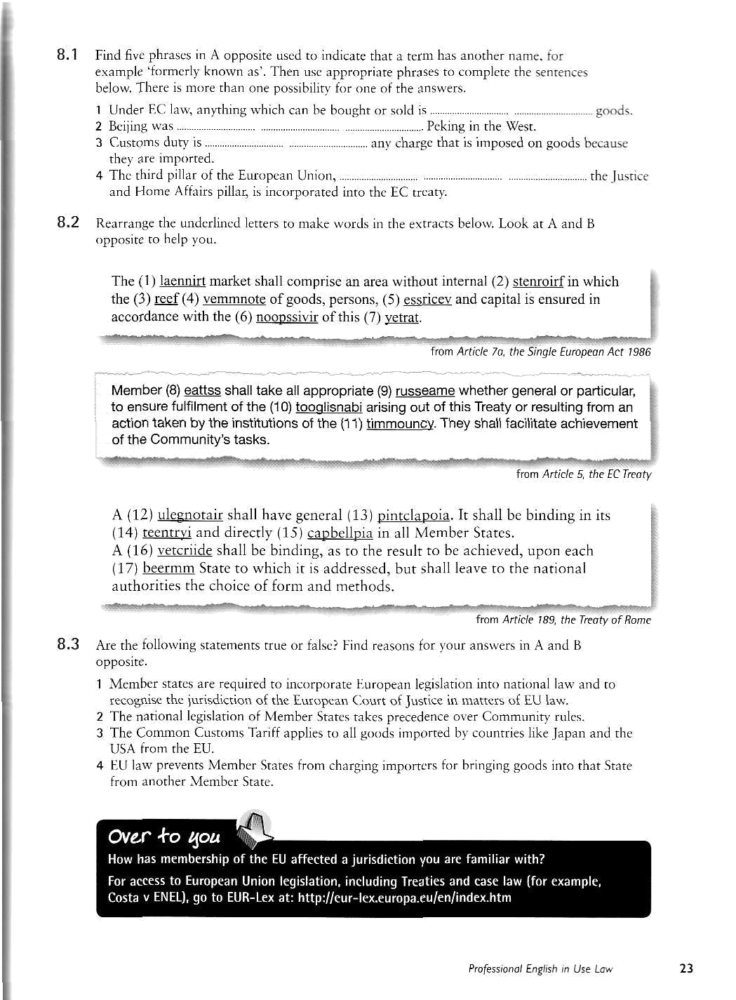 8.1 Find five phrases in A opposite used to indicate that a term has another name, for
example 'formerly known as'. Then use appropriate phrases to complete the sentences
below. There is more than one possibility for one of the answers.
1 Under EC law, anything which can be bought or sold is ................ ................ goods.
2 Beijing was ................ ................ ................ Peking in the West.
3 Customs duty is ................ ................ any charge that is imposed on goods because
they are imported.
4 The third pillar of the European Union, ................ ................ ................ the Justice
and Home Affairs pillar, is incorporated into the EC treaty.
8.2 Rearrange the underlined letters to make words in the extracts below. Look at A and B
opposite to help you.
The (1) laennirt market shall comprise an area without internal (2) stenroirf in which
the (3) reef (4) vemmnote of goods, persons, (5) essricev and capital is ensured in
accordance with the (6) noopssivir of this (7) yetrat.
from Article 7a, the Single European Act 1986
Member (8) eattss shall take all appropriate (9) russeame whether general or particular,
to ensure fulfilment of the (10) tooglisnabi arising out of this Treaty or resulting from an
action taken by the institutions of the (11) timmouncy. They shall facilitate achievement
of the Community's tasks.
from Article 5, the EC Treaty
A (12) ulegnotair shall have general (13) pintclapoia. It shall be binding in its
(14) teentryi and directly (15) capbellpia in all Member States.
A (16) vetcriide shall be binding, as to the result to be achieved, upon each
(17) beermm State to which it is addressed, but shall leave to the national
authorities the choice of form and methods.
from Article 189, the Treaty of Rome
8.3 Are the following statements true or false? Find reasons for your answers in A and B
opposite.
1 Member states are required to incorporate European legislation into national law and to
recognise the jurisdiction of the European Court of Justice in matters of EU law.
2 The national legislation of Member States takes precedence over Community rules.
3 The Common Customs Tariff applies to all goods imported by countries like Japan and the
USA from the EU.
4 EU law prevents Member States from charging importers for bringing goods into that State
from another Member State.
Over to you
How has membership of the EU affected a jurisdiction you are familiar with?
For access to European Union legislation, including Treaties and case law (for example,
Costa v ENEL), go to EUR-Lex at: http://eur-lex.europa.eu/en/index.htm
Professional English in Use Law 23